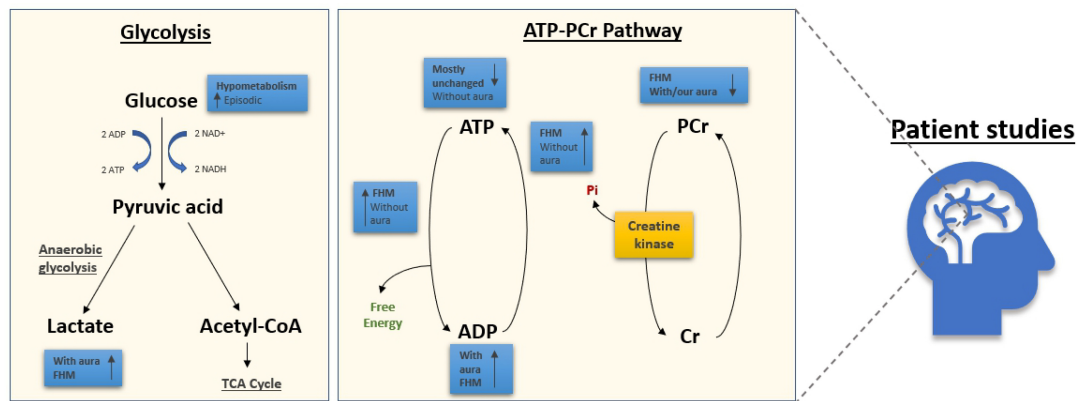 Glycolysis
Hypometabolism
Episodic
Glucose
2 ADP
2 NAD+
2 ATP
2 NADH
Pyruvic acid
Anaerobic
glycolysis
Lactate
Acetyl-CoA
With aura
FHM
TCA Cycle
ATP-PCr Pathway
Mostly
unchanged
Without aura
FHM
With/our aura
ATP
PCr
FHM
Without
aura
FHM
Without
aura
Pi
Creatine
kinase
Free
Energy
ADP
Cr
With
aura
FHM
Patient studies